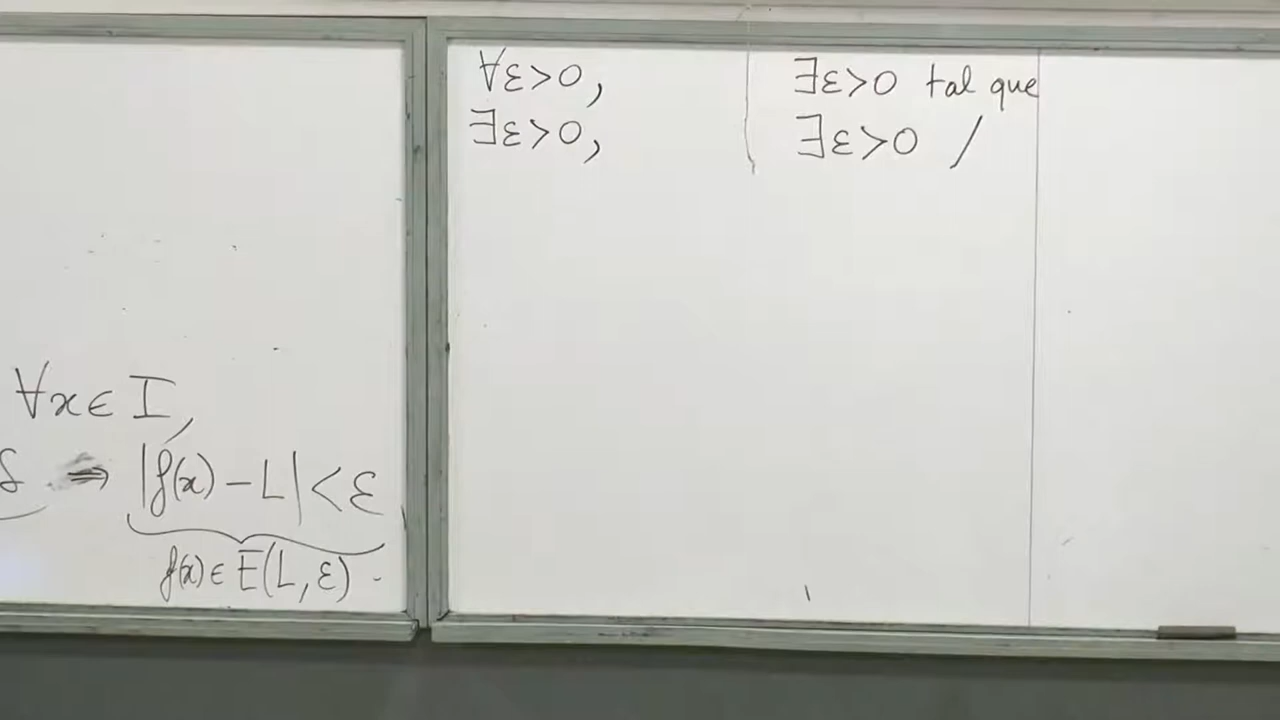 ∀x∈I,
δ ⇒ |f(x)-L|<ε
f(x)∈E(L,ε).
∀ε>0,
∃ε>0,
∃ε>0 tal que
∃ε>0 /